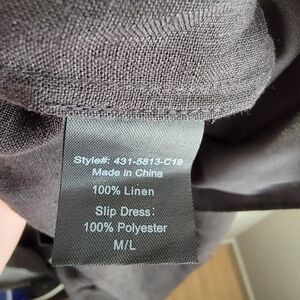 Style#: 431-5813-C19
Made in China
100% Linen
Slip Dress:
100% Polyester
M/L